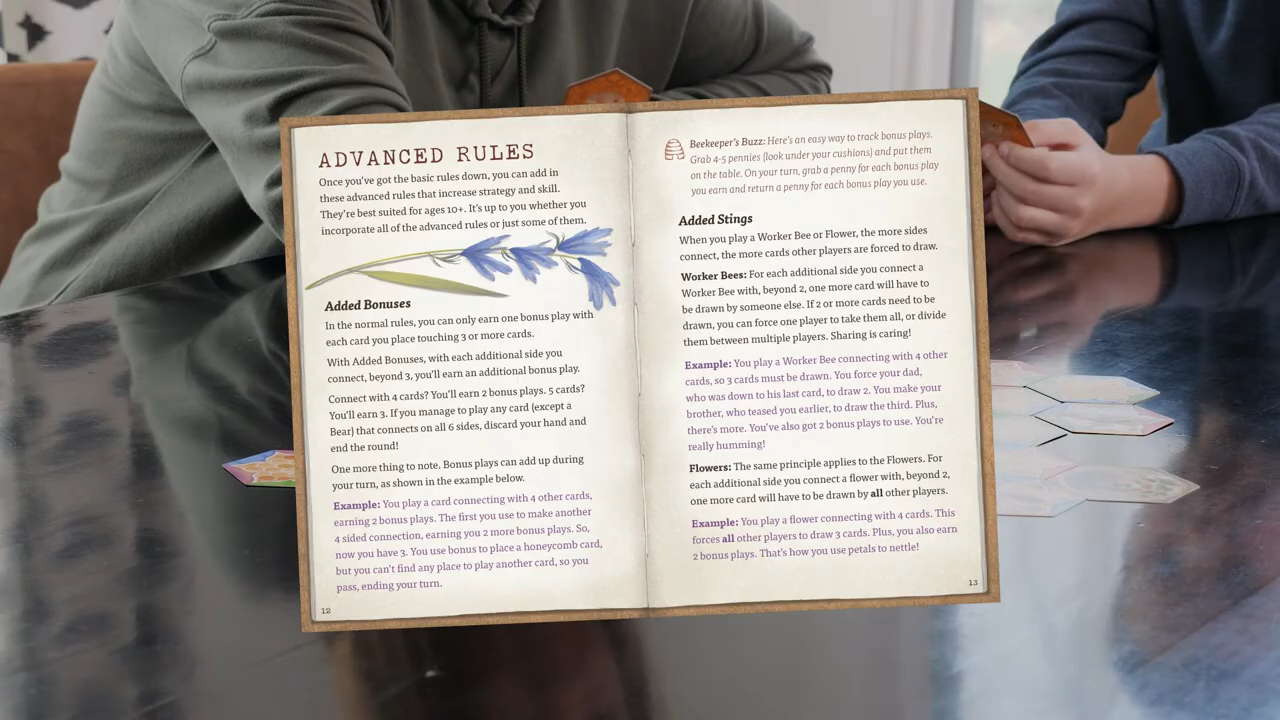 ADVANCED RULES
Once you've got the basic rules down, you can add in
these advanced rules that increase strategy and skill.
They're best suited for ages 10+. It's up to you whether you
incorporate all of the advanced rules or just some of them.
Added Bonuses
In the normal rules, you can only earn one bonus play with
each card you place touching 3 or more cards.
With Added Bonuses, with each additional side you
connect, beyond 3, you'll earn an additional bonus play.
Connect with 4 cards? You'll earn 2 bonus plays. 5 cards?
You'll earn 3. If you manage to play any card (except a
Bear) that connects on all 6 sides, discard your hand and
end the round!
One more thing to note. Bonus plays can add up during
your turn, as shown in the example below.
Example: You play a card connecting with 4 other cards,
earning 2 bonus plays. The first you use to make another
4 sided connection, earning you 2 more bonus plays. So,
now you have 3. You use bonus to place a honeycomb card,
but you can't find any place to play another card, so you
pass, ending your turn.
12
Beekeeper's Buzz: Here's an easy way to track bonus plays.
Grab 4-5 pennies (look under your cushions) and put them
on the table. On your turn, grab a penny for each bonus play
you earn and return a penny for each bonus play you use.
Added Stings
When you play a Worker Bee or Flower, the more sides
connect, the more cards other players are forced to draw.
Worker Bees: For each additional side you connect a
Worker Bee with, beyond 2, one more card will have to
be drawn by someone else. If 2 or more cards need to be
drawn, you can force one player to take them all, or divide
them between multiple players. Sharing is caring!
Example: You play a Worker Bee connecting with 4 other
cards, so 3 cards must be drawn. You force your dad,
who was down to his last card, to draw 2. You make your
brother, who teased you earlier, to draw the third. Plus,
there's more. You've also got 2 bonus plays to use. You're
really humming!
Flowers: The same principle applies to the Flowers. For
each additional side you connect a flower with, beyond 2,
one more card will have to be drawn by all other players.
Example: You play a flower connecting with 4 cards. This
forces all other players to draw 3 cards. Plus, you also earn
2 bonus plays. That's how you use petals to nettle!
13